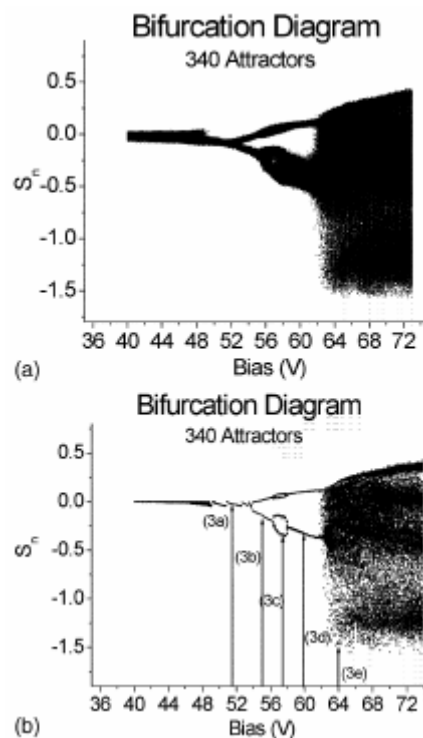 Bifurcation Diagram
340 Attractors
0.5
0.0
-0.5
-1.0
-1.5
S_n
36 40 44 48 52 56 60 64 68 72
Bias (V)
(a)
Bifurcation Diagram
340 Attractors
0.5
0.0
-0.5
-1.0
-1.5
S_n
(3a)
(3b)
(3c)
(3d)
(3e)
36 40 44 48 52 56 60 64 68 72
Bias (V)
(b)